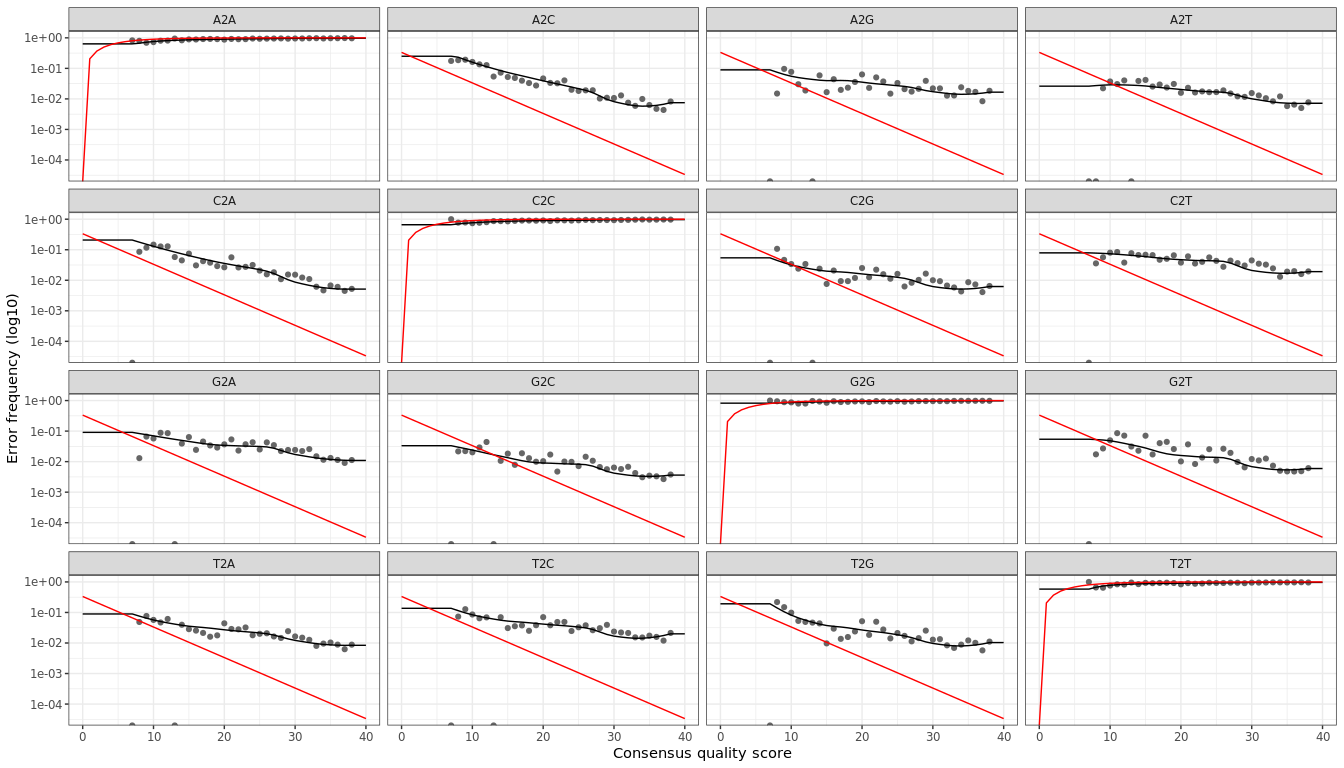 A2A A2C A2G A2T
1e+00
1e-01
1e-02
1e-03
1e-04
C2A C2C C2G C2T
1e+00
1e-01
1e-02
1e-03
1e-04
G2A G2C G2G G2T
1e+00
1e-01
1e-02
1e-03
1e-04
T2A T2C T2G T2T
1e+00
1e-01
1e-02
1e-03
1e-04
0 10 20 30 40 0 10 20 30 40 0 10 20 30 40 0 10 20 30 40
Consensus quality score
Error frequency (log10)